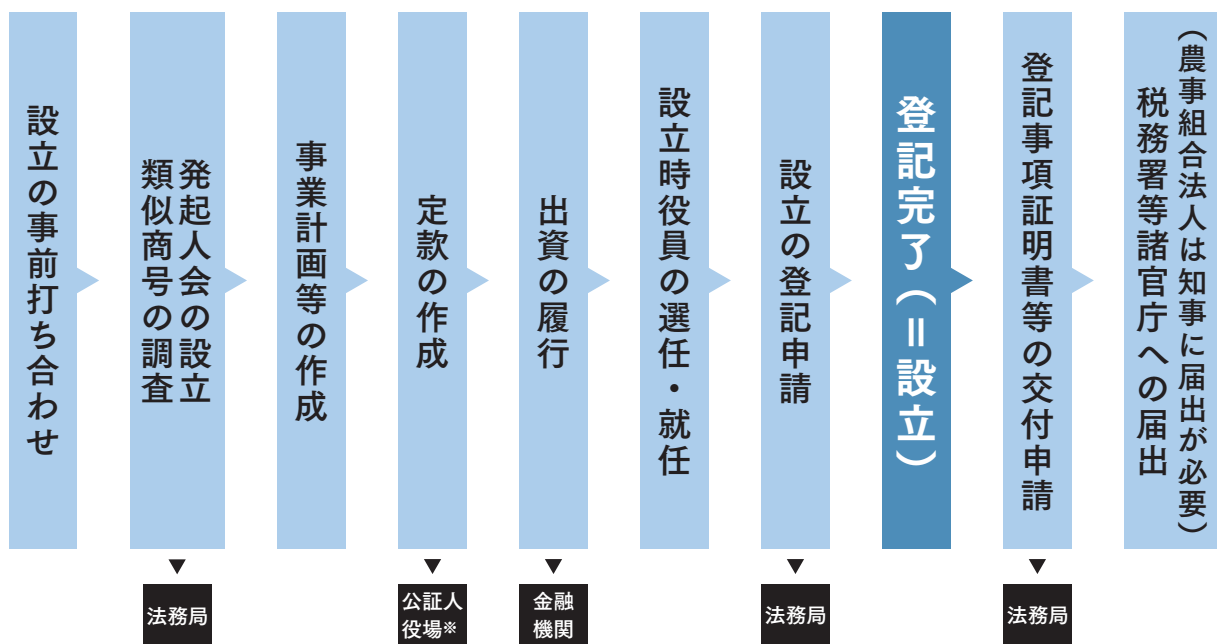 設立の事前打ち合わせ
発起人会の設立
類似商号の調査
事業計画等の作成
定款の作成
出資の履行
設立時役員の選任・就任
設立の登記申請
登記完了（＝設立）
登記事項証明書等の交付申請
（農事組合法人は知事に届出が必要）
税務署等諸官庁への届出
法務局
公証人
役場※
金融
機関
法務局
法務局